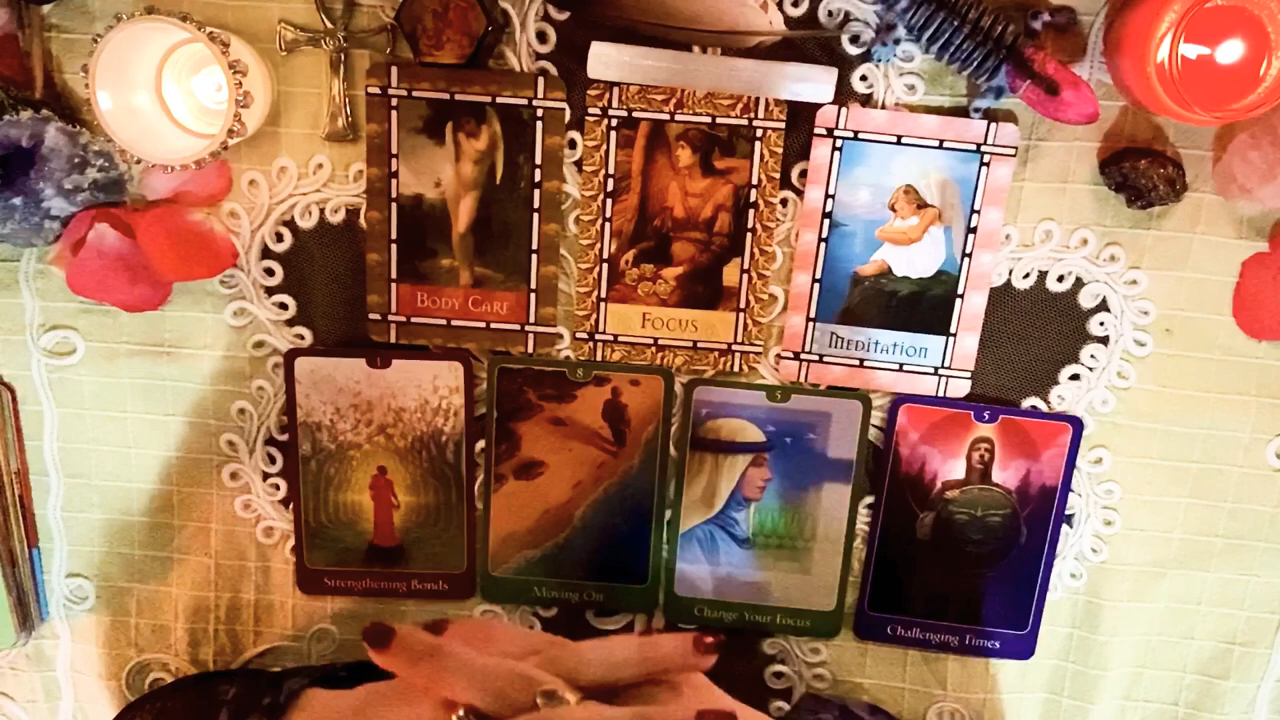 Body Care
Focus
Meditation
1
Strengthening Bonds
8
Moving On
5
Change Your Focus
5
Challenging Times